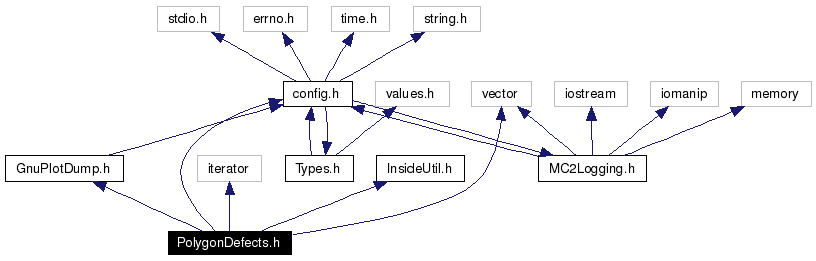 stdio.h
errno.h
time.h
string.h
config.h
values.h
vector
iostream
iomanip
memory
GnuPlotDump.h
iterator
Types.h
InsideUtil.h
MC2Logging.h
PolygonDefects.h